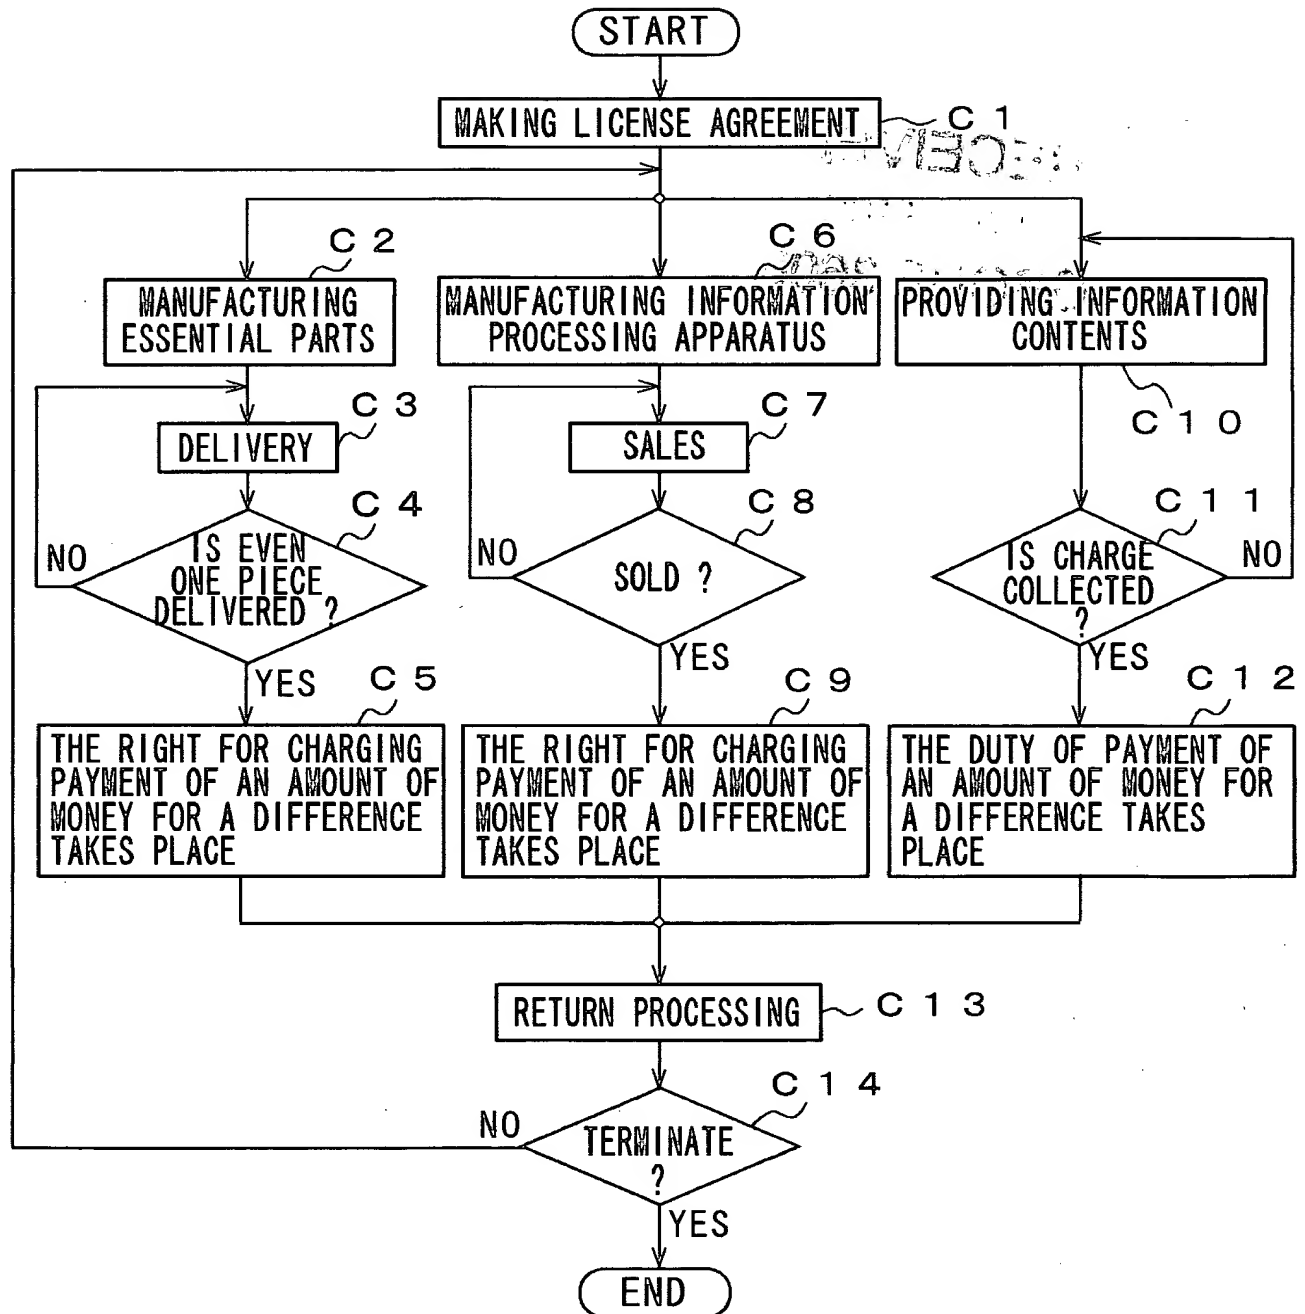 START
MAKING LICENSE AGREEMENT
C 1
C 2
MANUFACTURING
ESSENTIAL PARTS
C 3
DELIVERY
C 4
IS EVEN
ONE PIECE
DELIVERED ?
NO
YES
C 5
THE RIGHT FOR CHARGING
PAYMENT OF AN AMOUNT OF
MONEY FOR A DIFFERENCE
TAKES PLACE
C 6
MANUFACTURING INFORMATION
PROCESSING APPARATUS
C 7
SALES
C 8
SOLD ?
NO
YES
C 9
THE RIGHT FOR CHARGING
PAYMENT OF AN AMOUNT OF
MONEY FOR A DIFFERENCE
TAKES PLACE
PROVIDING INFORMATION
CONTENTS
C 1 0
C 1 1
IS CHARGE
COLLECTED
?
NO
YES
C 1 2
THE DUTY OF PAYMENT OF
AN AMOUNT OF MONEY FOR
A DIFFERENCE TAKES
PLACE
RETURN PROCESSING
C 1 3
C 1 4
TERMINATE
?
NO
YES
END